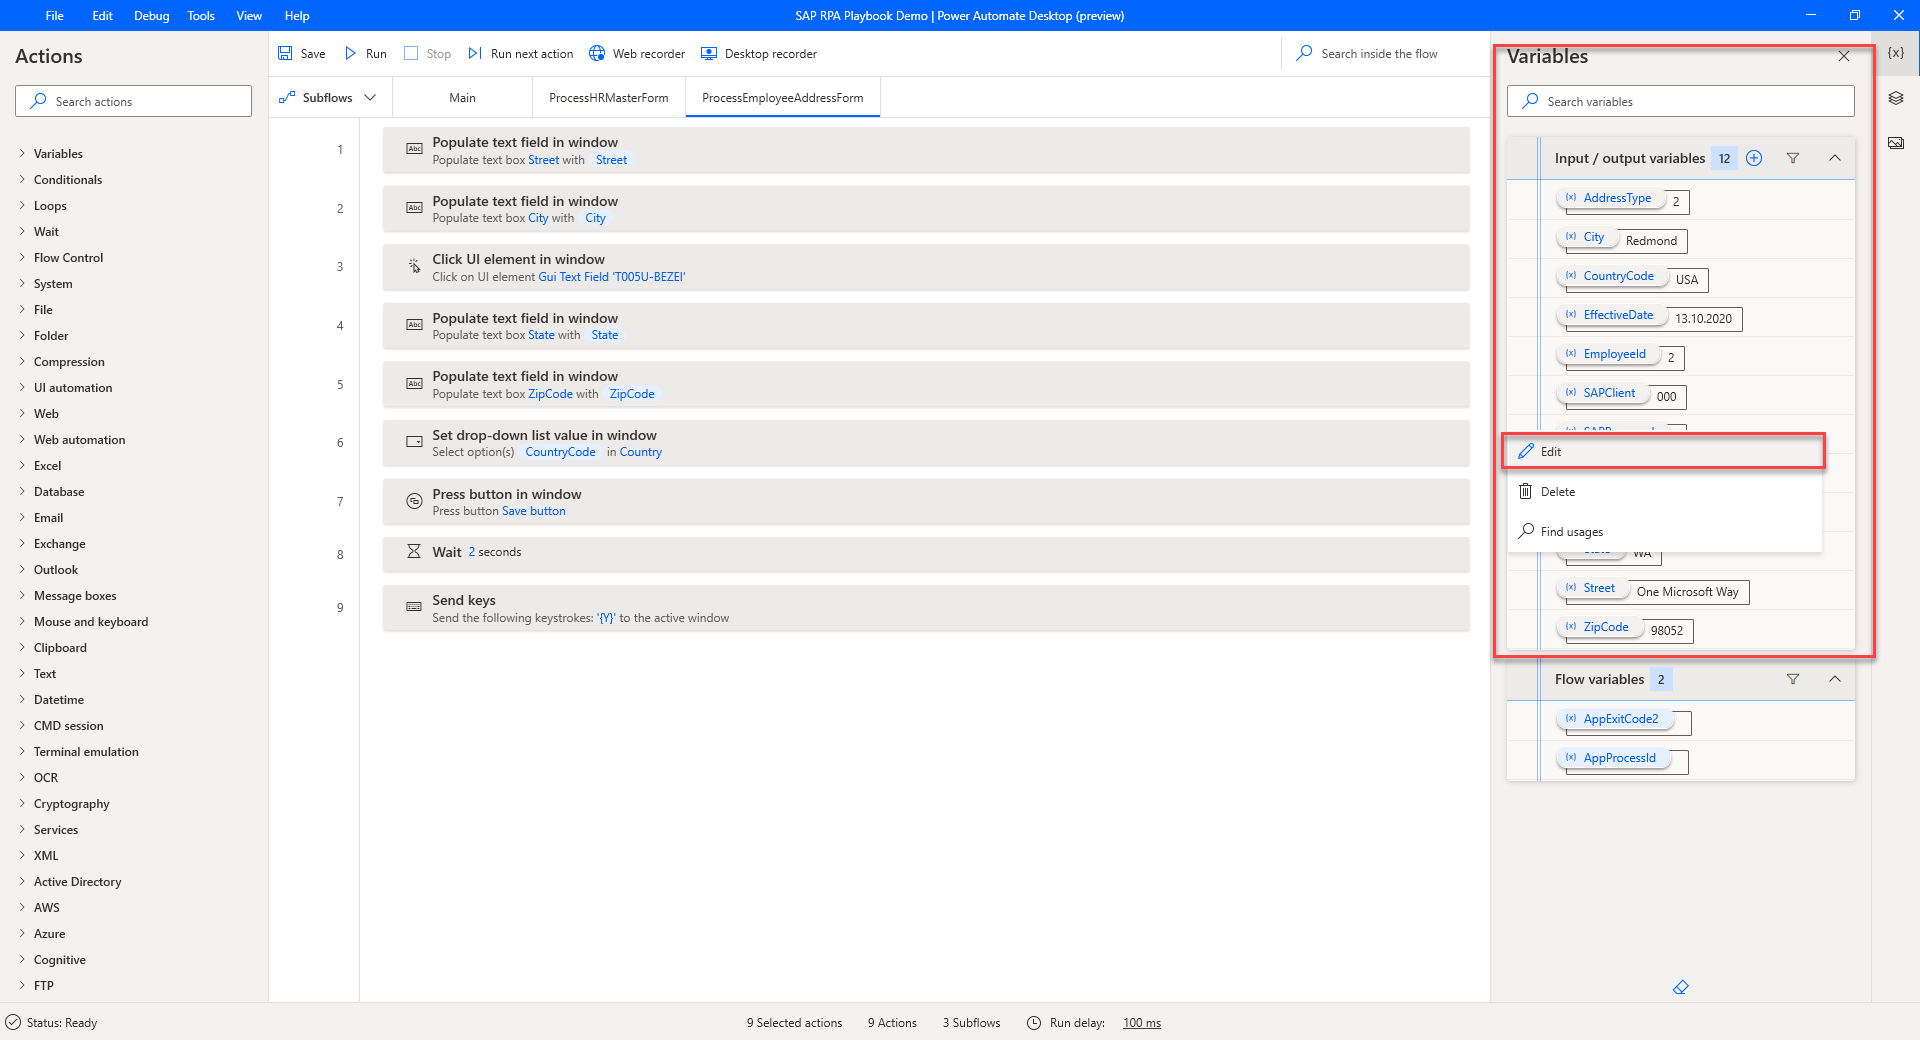 File Edit Debug Tools View Help
SAP RPA Playbook Demo | Power Automate Desktop (preview)
Actions
Search actions
Variables
Conditionals
Loops
Wait
Flow Control
System
File
Folder
Compression
UI automation
Web
Web automation
Excel
Database
Email
Exchange
Outlook
Message boxes
Mouse and keyboard
Clipboard
Text
Datetime
CMD session
Terminal emulation
OCR
Cryptography
Services
XML
Active Directory
AWS
Azure
Cognitive
FTP
Save Run Stop Run next action Web recorder Desktop recorder
Search inside the flow
Subflows Main ProcessHRMasterForm ProcessEmployeeAddressForm
1 Abc Populate text field in window
Populate text box Street with Street
2 Abc Populate text field in window
Populate text box City with City
3 Click UI element in window
Click on UI element Gui Text Field 'T005U-BEZEI'
4 Abc Populate text field in window
Populate text box State with State
5 Abc Populate text field in window
Populate text box ZipCode with ZipCode
6 Set drop-down list value in window
Select option(s) CountryCode in Country
7 Press button in window
Press button Save button
8 Wait 2 seconds
9 Send keys
Send the following keystrokes: '{Y}' to the active window
Variables
{x}
Search variables
Input / output variables 12
(x) AddressType 2
(x) City Redmond
(x) CountryCode USA
(x) EffectiveDate 13.10.2020
(x) EmployeeId 2
(x) SAPClient 000
Edit
Delete
Find usages
State WA
(x) Street One Microsoft Way
(x) ZipCode 98052
Flow variables 2
(x) AppExitCode2
(x) AppProcessId
Status: Ready
9 Selected actions 9 Actions 3 Subflows Run delay: 100 ms